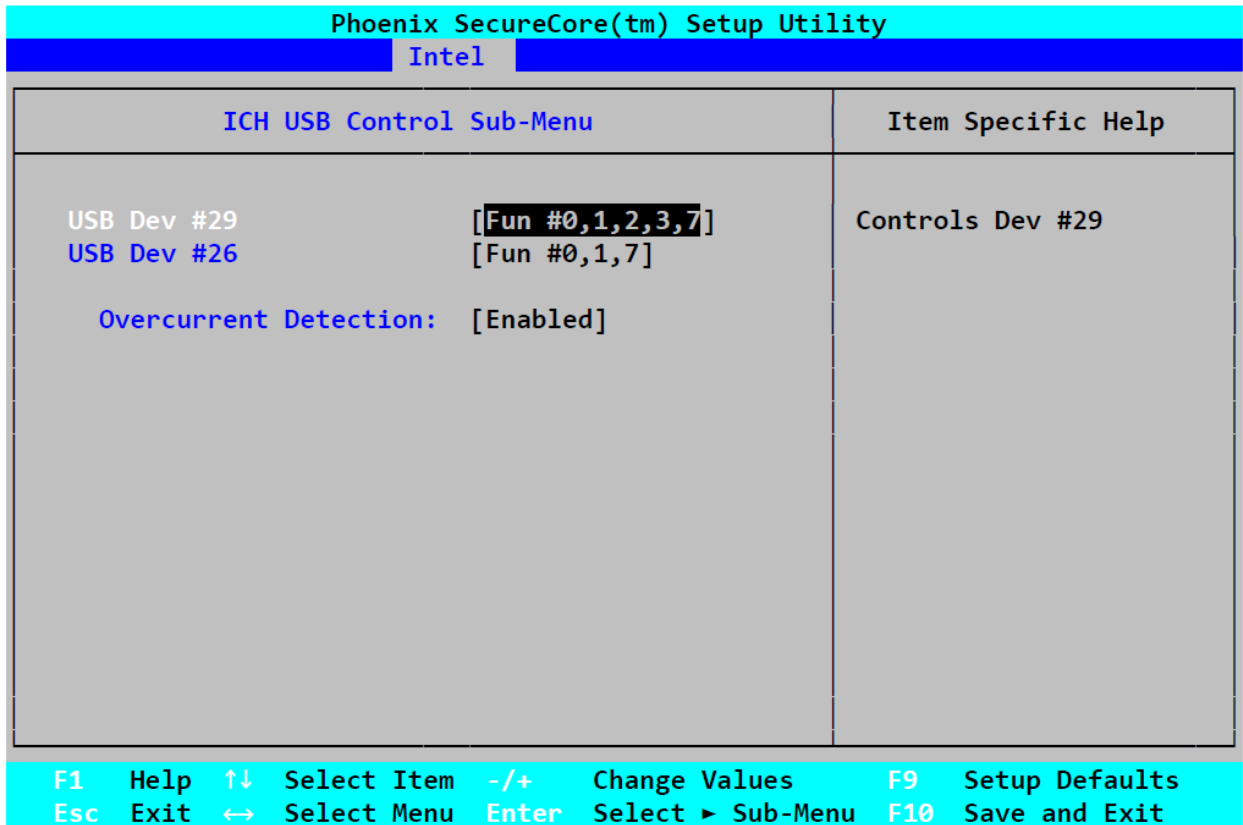 Phoenix SecureCore(tm) Setup Utility
Intel
ICH USB Control Sub-Menu
Item Specific Help
USB Dev #29 [Fun #0,1,2,3,7] Controls Dev #29
USB Dev #26 [Fun #0,1,7]
Overcurrent Detection: [Enabled]
F1 Help ↑↓ Select Item -/+ Change Values F9 Setup Defaults
Esc Exit ↔ Select Menu Enter Select ► Sub-Menu F10 Save and Exit